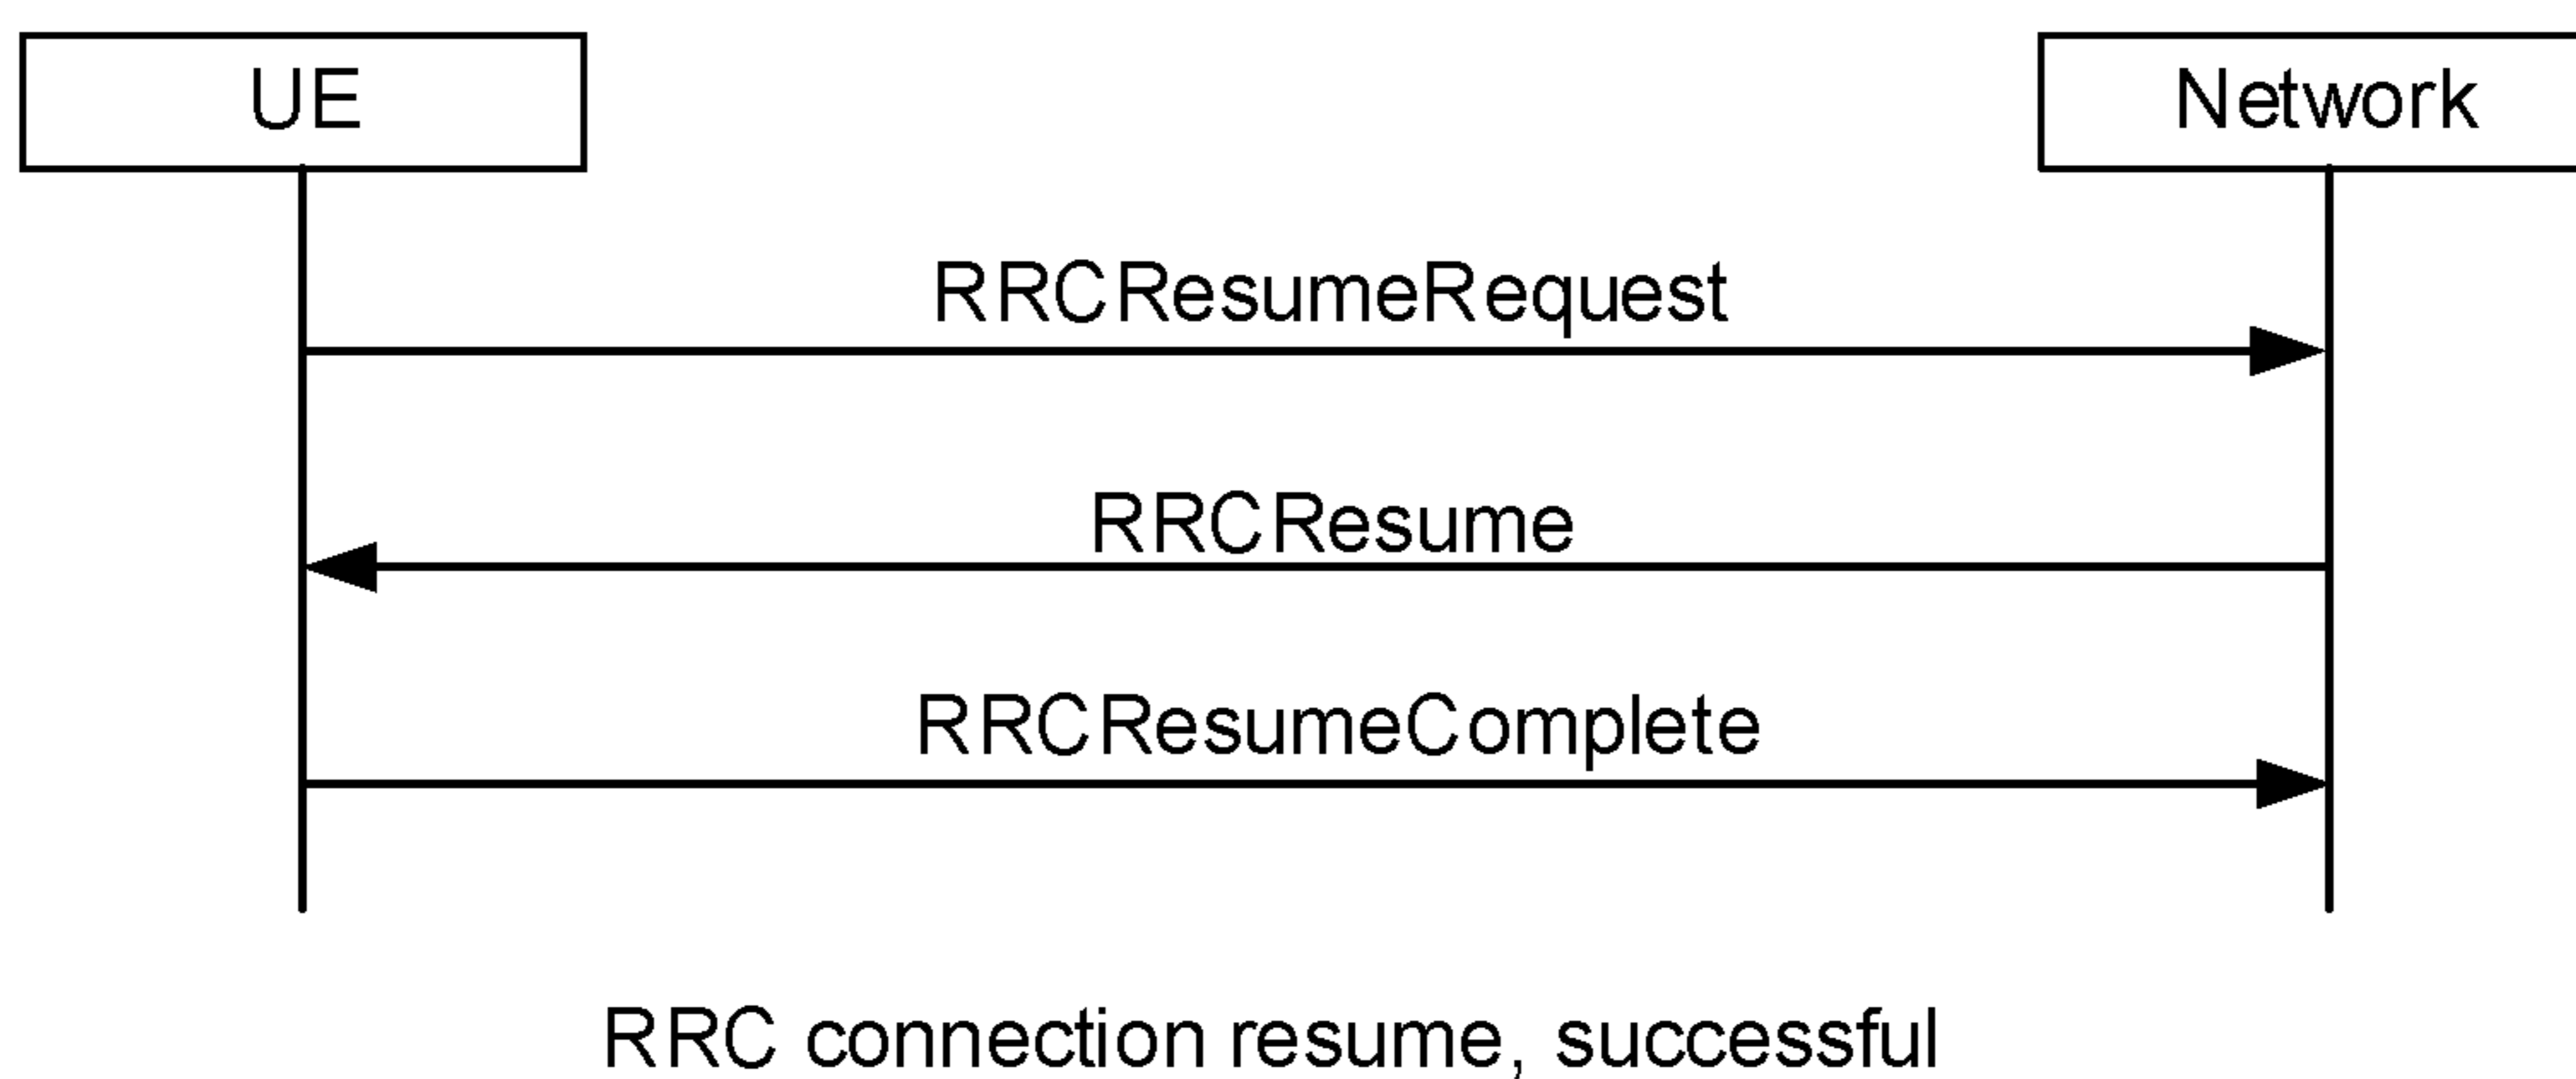 UE
Network
RRCResumeRequest
RRCResume
RRCResumeComplete
RRC connection resume, successful